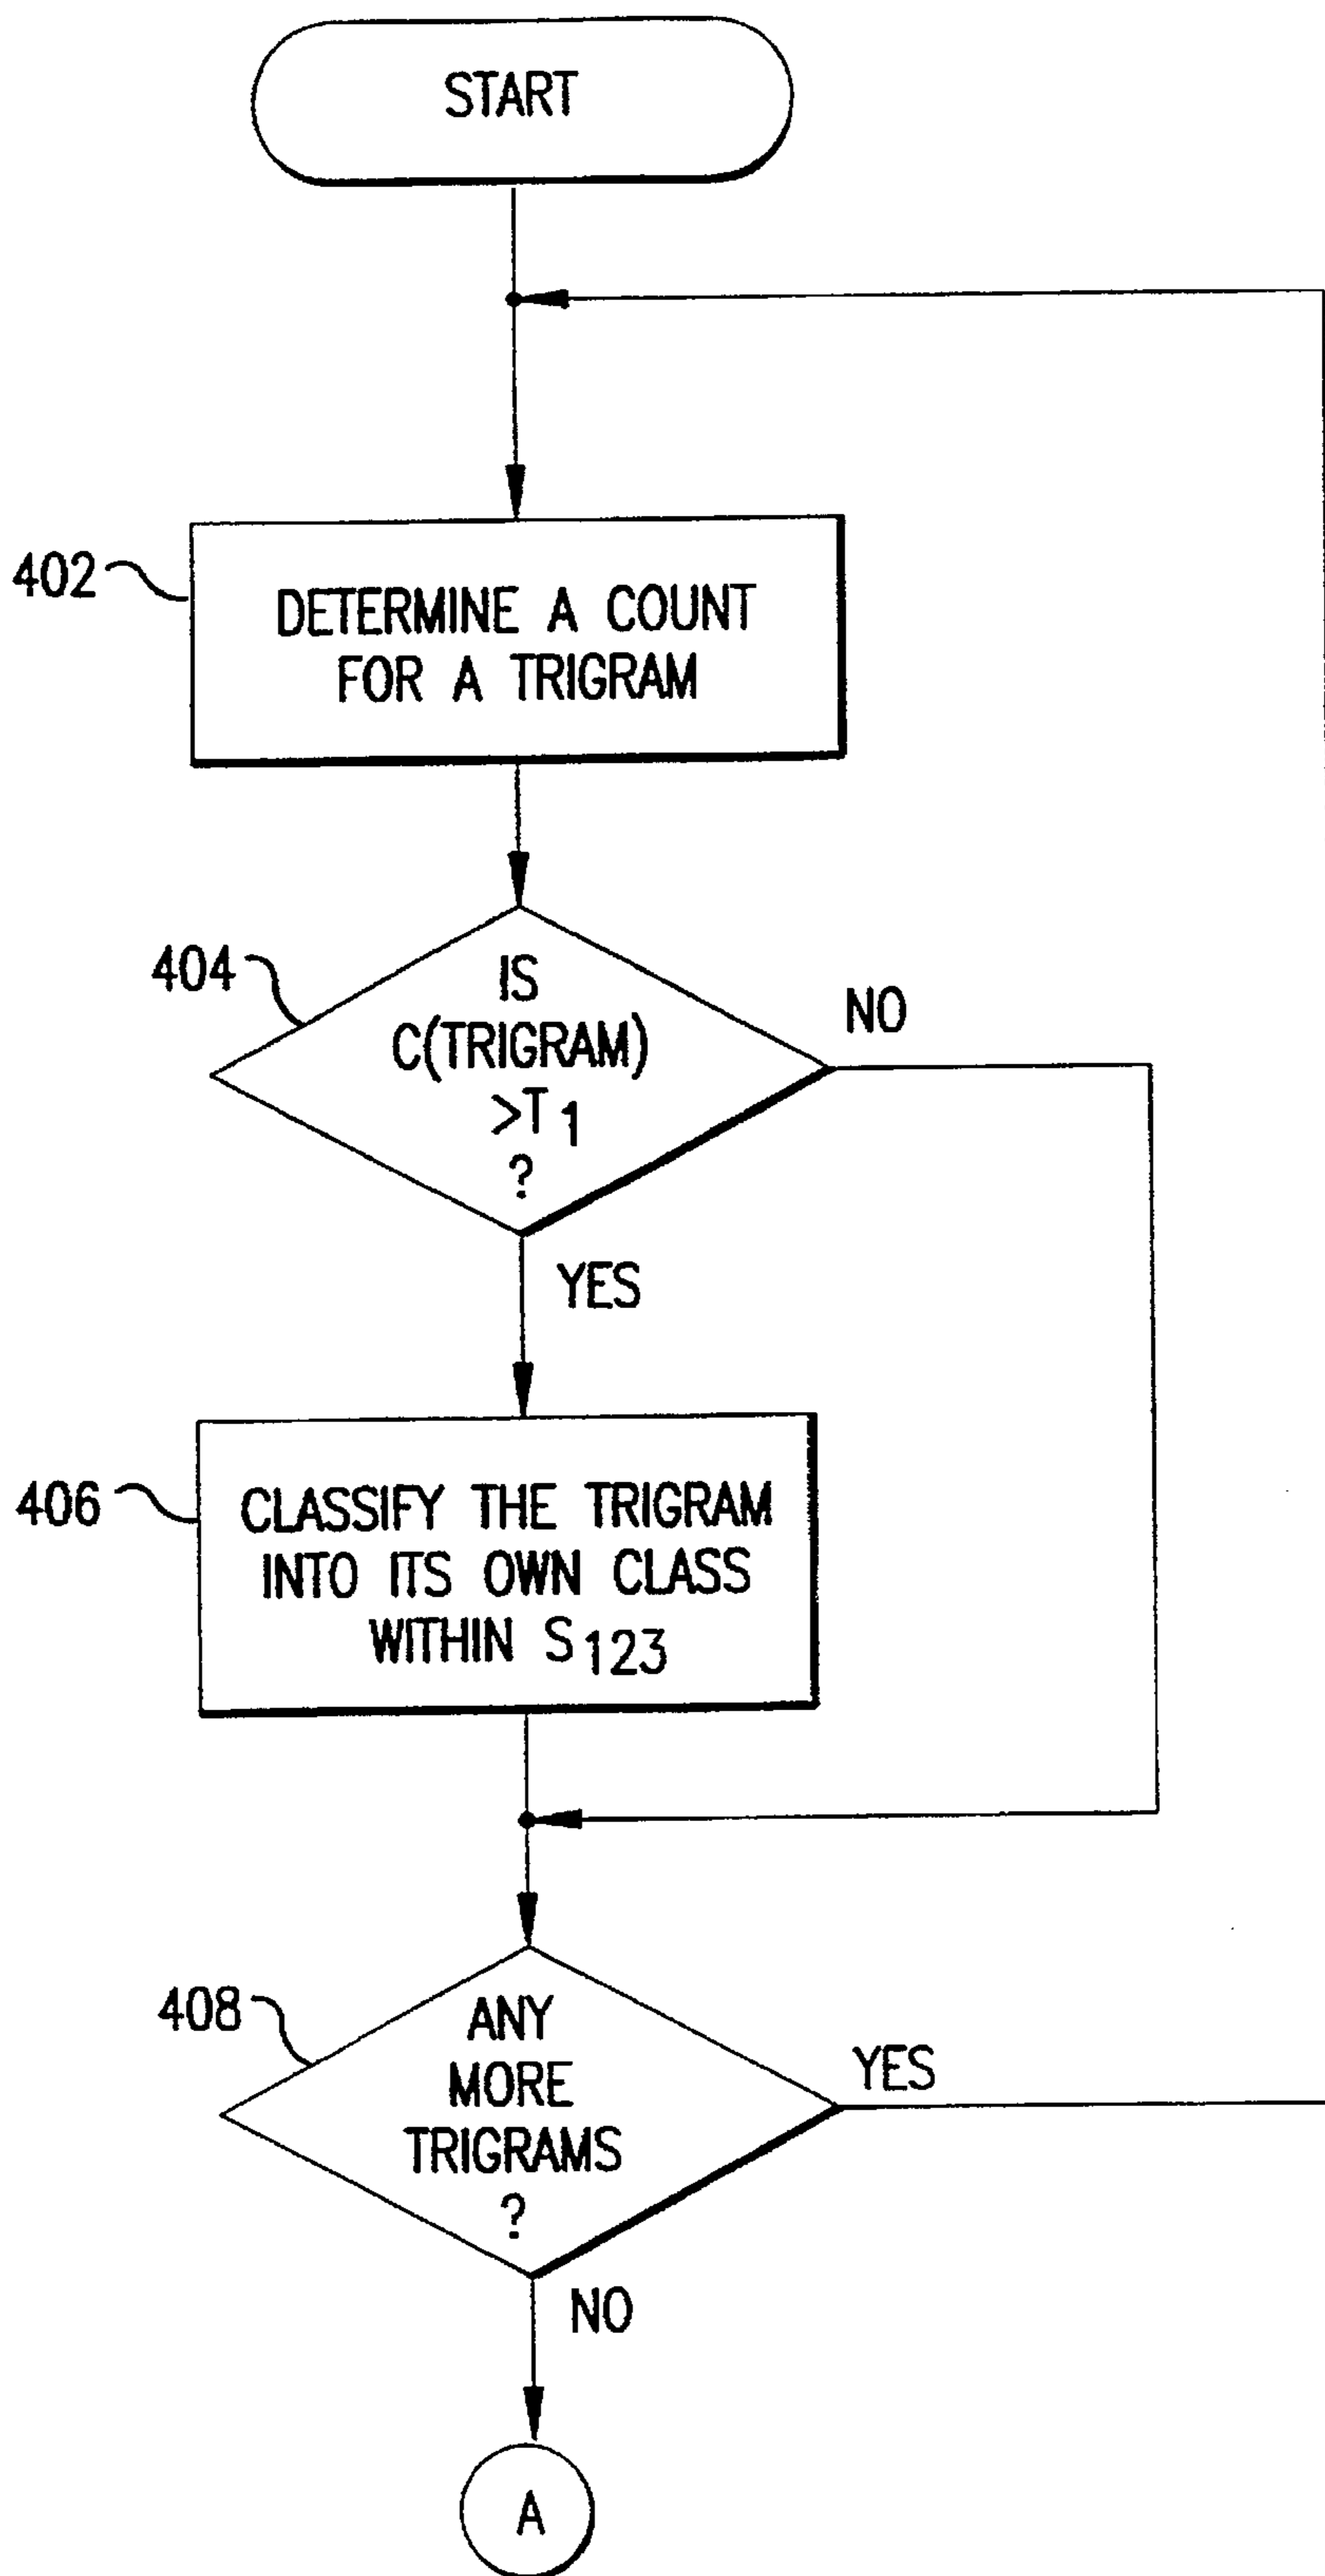 START
402
DETERMINE A COUNT
FOR A TRIGRAM
404
IS
C(TRIGRAM)
>T1
?
NO
YES
406
CLASSIFY THE TRIGRAM
INTO ITS OWN CLASS
WITHIN S123
408
ANY
MORE
TRIGRAMS
?
YES
NO
A